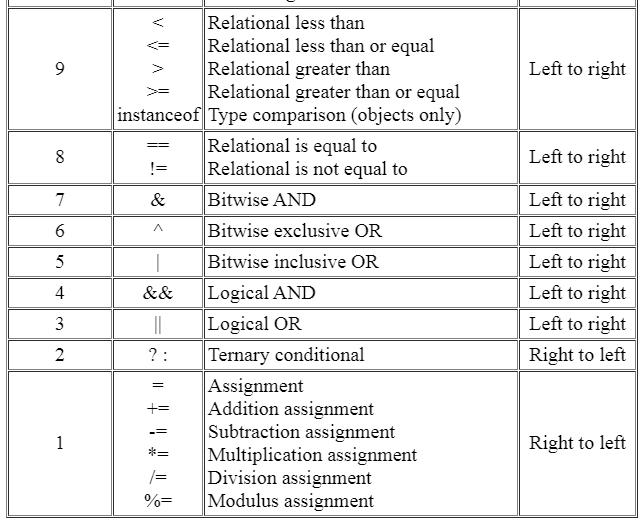 9
< Relational less than
<= Relational less than or equal
> Relational greater than
>= Relational greater than or equal
instanceof Type comparison (objects only)
Left to right
8
== Relational is equal to
!= Relational is not equal to
Left to right
7 & Bitwise AND Left to right
6 ^ Bitwise exclusive OR Left to right
5 | Bitwise inclusive OR Left to right
4 && Logical AND Left to right
3 || Logical OR Left to right
2 ? : Ternary conditional Right to left
1
= Assignment
+= Addition assignment
-= Subtraction assignment
*= Multiplication assignment
/= Division assignment
%= Modulus assignment
Right to left